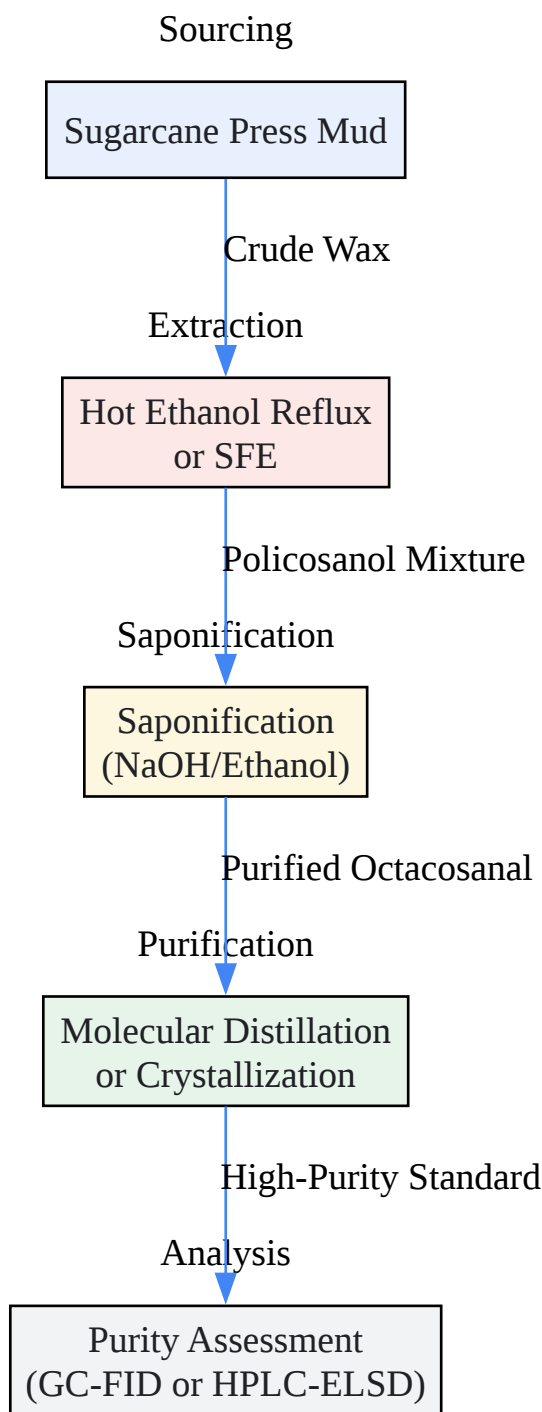 Sourcing
Sugarcane Press Mud
Crude Wax
Extraction
Hot Ethanol Reflux
or SFE
Policosanol Mixture
Saponification
Saponification
(NaOH/Ethanol)
Purified Octacosanal
Purification
Molecular Distillation
or Crystallization
High-Purity Standard
Analysis
Purity Assessment
(GC-FID or HPLC-ELSD)